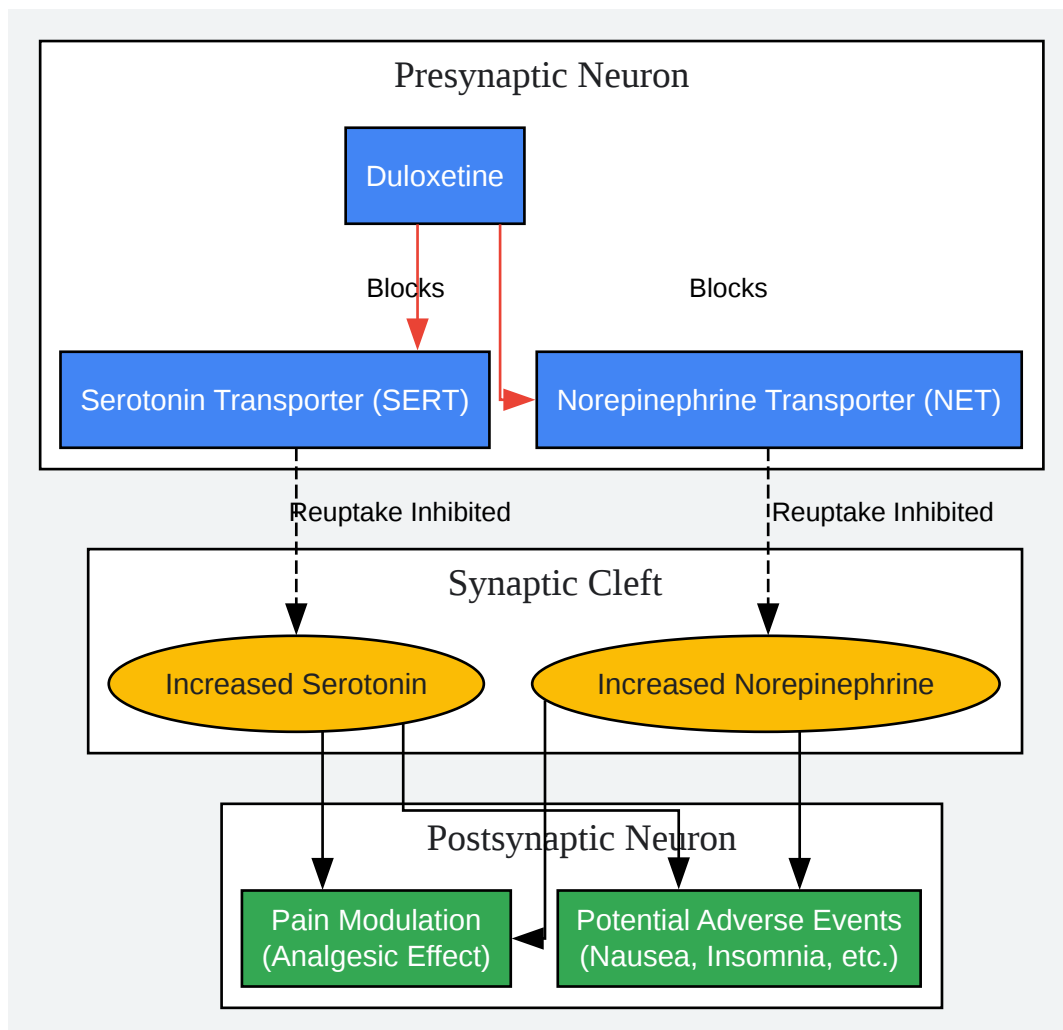 Presynaptic Neuron
Duloxetine
Blocks
Blocks
Serotonin Transporter (SERT)
Norepinephrine Transporter (NET)
Reuptake Inhibited
Reuptake Inhibited
Synaptic Cleft
Increased Serotonin
Increased Norepinephrine
Postsynaptic Neuron
Pain Modulation
(Analgesic Effect)
Potential Adverse Events
(Nausea, Insomnia, etc.)